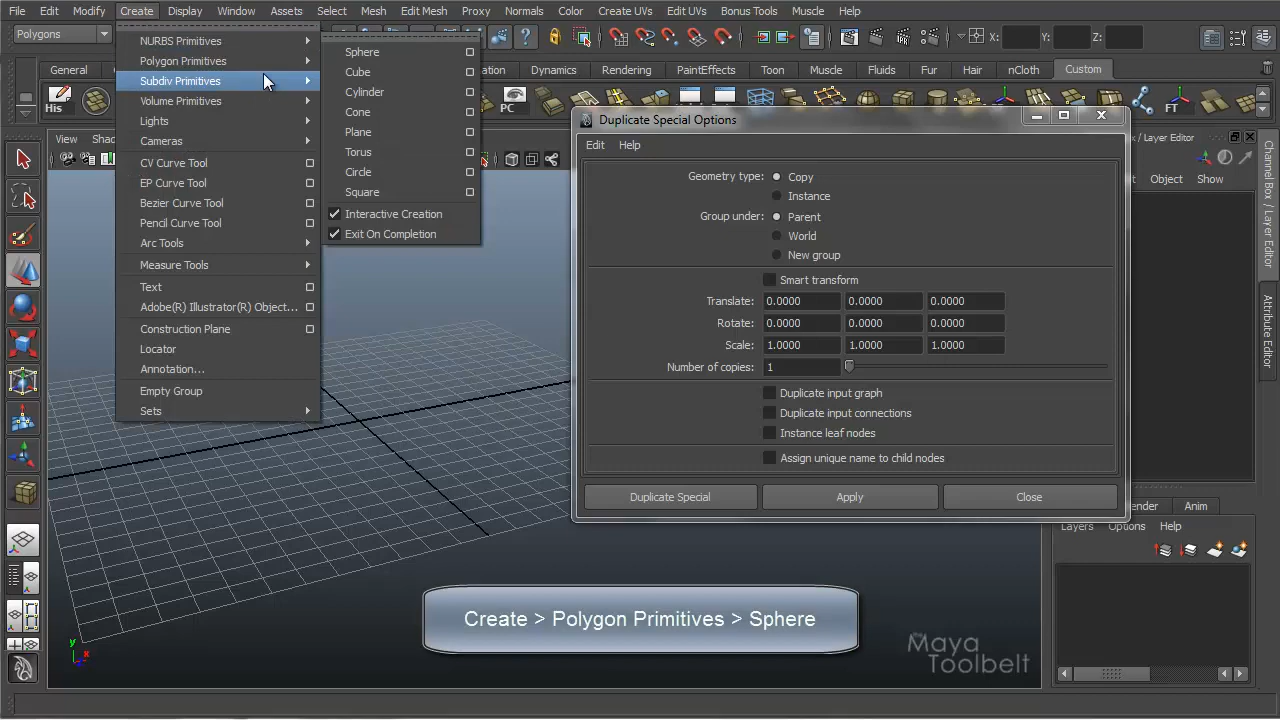 File Edit Modify Create Display Window Assets Select Mesh Edit Mesh Proxy Normals Color Create UVs Edit UVs Bonus Tools Muscle Help
Polygons
X: Y: Z:
General
Dynamics Rendering PaintEffects Toon Muscle Fluids Fur Hair nCloth Custom
His
PC
FT
NURBS Primitives
Polygon Primitives
Subdiv Primitives
Volume Primitives
Lights
Cameras
CV Curve Tool
EP Curve Tool
Bezier Curve Tool
Pencil Curve Tool
Arc Tools
Measure Tools
Text
Adobe(R) Illustrator(R) Object...
Construction Plane
Locator
Annotation...
Empty Group
Sets
Sphere
Cube
Cylinder
Cone
Plane
Torus
Circle
Square
Interactive Creation
Exit On Completion
View
Duplicate Special Options
Edit Help
Geometry type: Copy
Instance
Group under: Parent
World
New group
Smart transform
Translate: 0.0000 0.0000 0.0000
Rotate: 0.0000 0.0000 0.0000
Scale: 1.0000 1.0000 1.0000
Number of copies: 1
Duplicate input graph
Duplicate input connections
Instance leaf nodes
Assign unique name to child nodes
Duplicate Special Apply Close
/ Layer Editor
Object Show
Channel Box / Layer Editor
Attribute Editor
Anim
Layers Options Help
Create > Polygon Primitives > Sphere
y
x
the Maya
Toolbelt